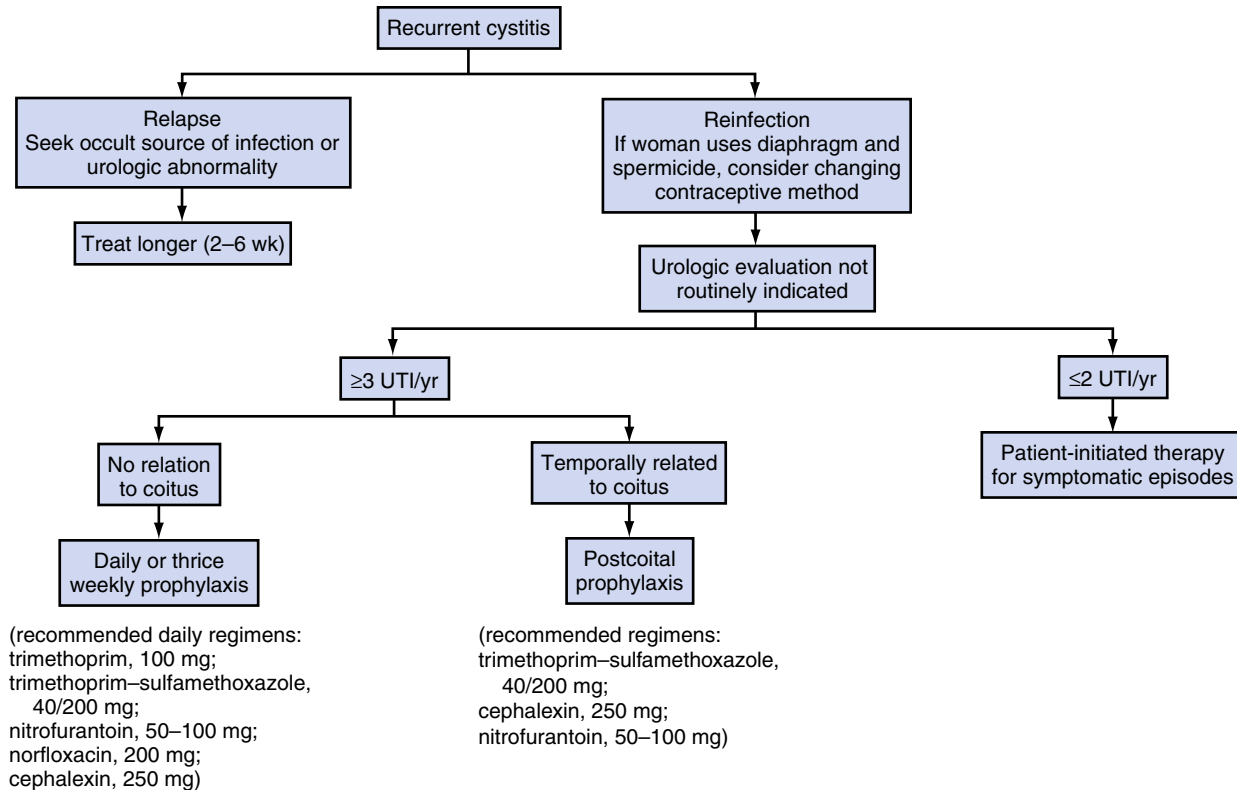 Recurrent cystitis
Relapse
Seek occult source of infection or
urologic abnormality
Treat longer (2–6 wk)
Reinfection
If woman uses diaphragm and
spermicide, consider changing
contraceptive method
Urologic evaluation not
routinely indicated
≥3 UTI/yr
≤2 UTI/yr
No relation
to coitus
Temporally related
to coitus
Patient-initiated therapy
for symptomatic episodes
Daily or thrice
weekly prophylaxis
Postcoital
prophylaxis
(recommended daily regimens:
trimethoprim, 100 mg;
trimethoprim–sulfamethoxazole,
40/200 mg;
nitrofurantoin, 50–100 mg;
norfloxacin, 200 mg;
cephalexin, 250 mg)
(recommended regimens:
trimethoprim–sulfamethoxazole,
40/200 mg;
cephalexin, 250 mg;
nitrofurantoin, 50–100 mg)